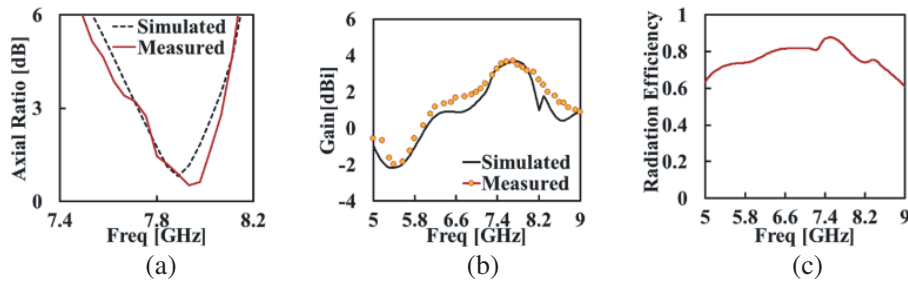 Axial Ratio [dB]
6
3
0
Simulated
Measured
7.4 7.8 8.2
Freq [GHz]
(a)
Gain[dBi]
6
4
2
0
-2
-4
Simulated
Measured
5 5.8 6.6 7.4 8.2 9
Freq [GHz]
(b)
Radiation Efficiency
1
0.8
0.6
0.4
0.2
0
5 5.8 6.6 7.4 8.2 9
Freq [GHz]
(c)